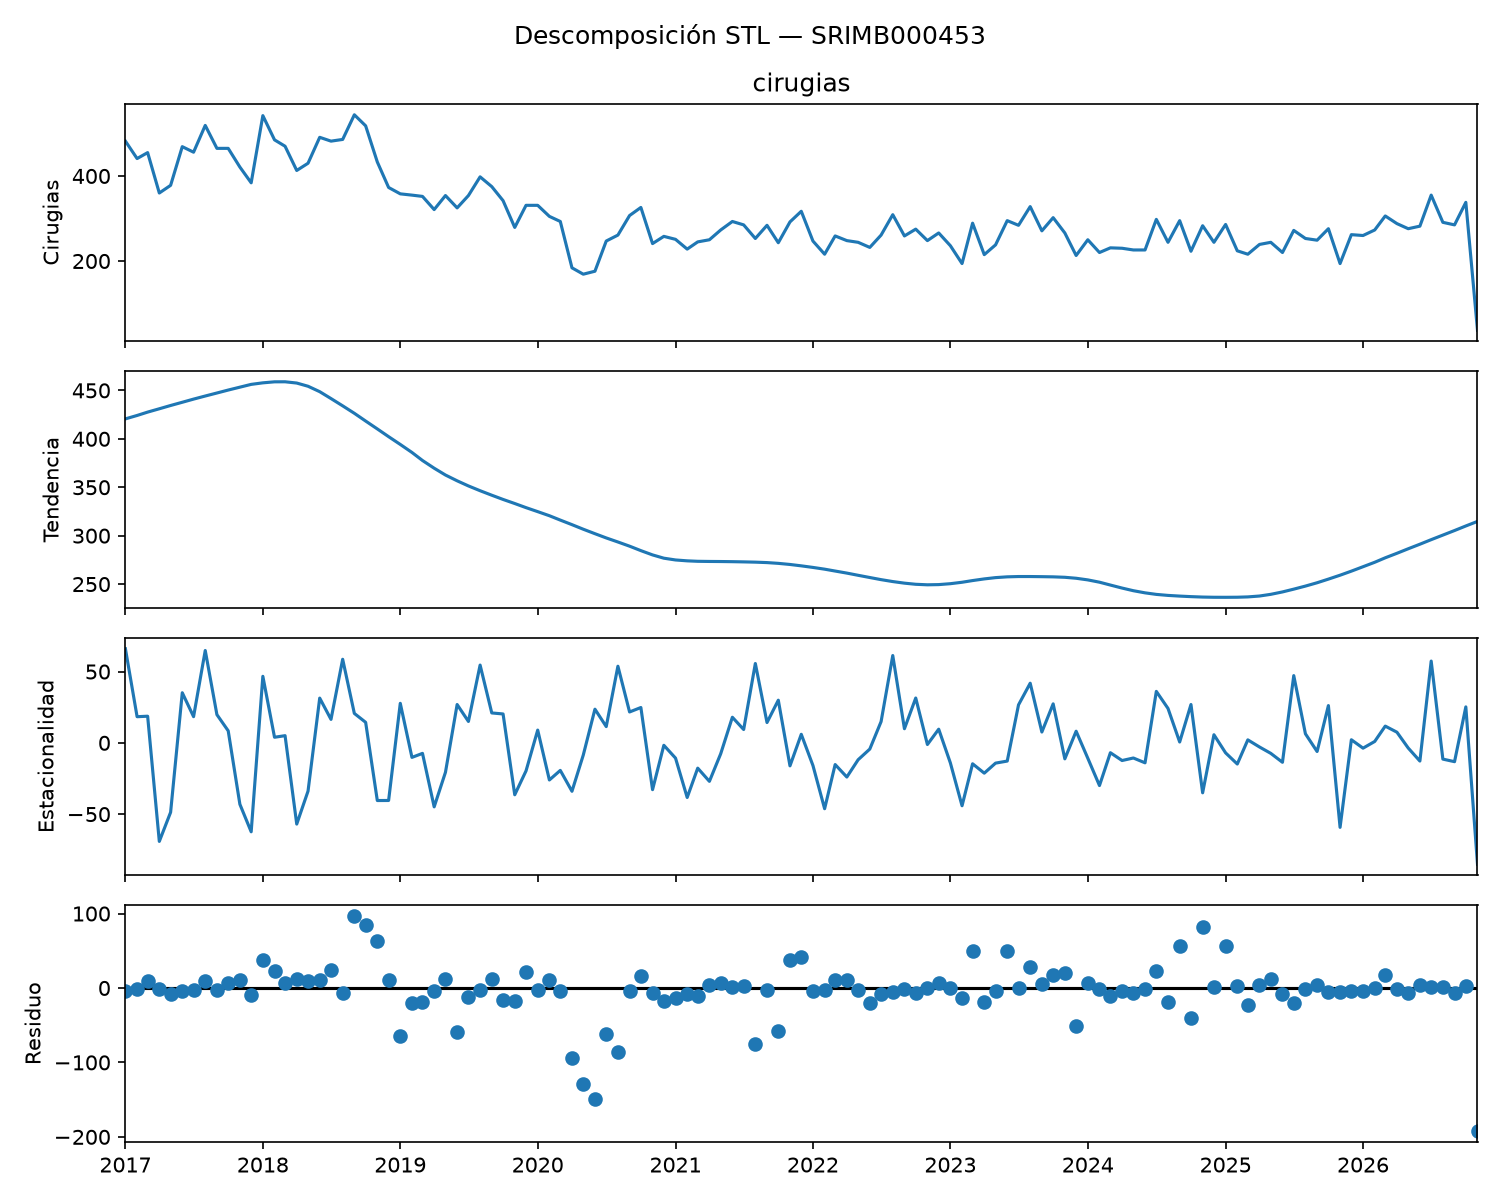 Descomposición STL — SRIMB000453
cirugias
Cirugias
400
200
Tendencia
450
400
350
300
250
Estacionalidad
50
0
−50
Residuo
100
0
−100
−200
2017 2018 2019 2020 2021 2022 2023 2024 2025 2026